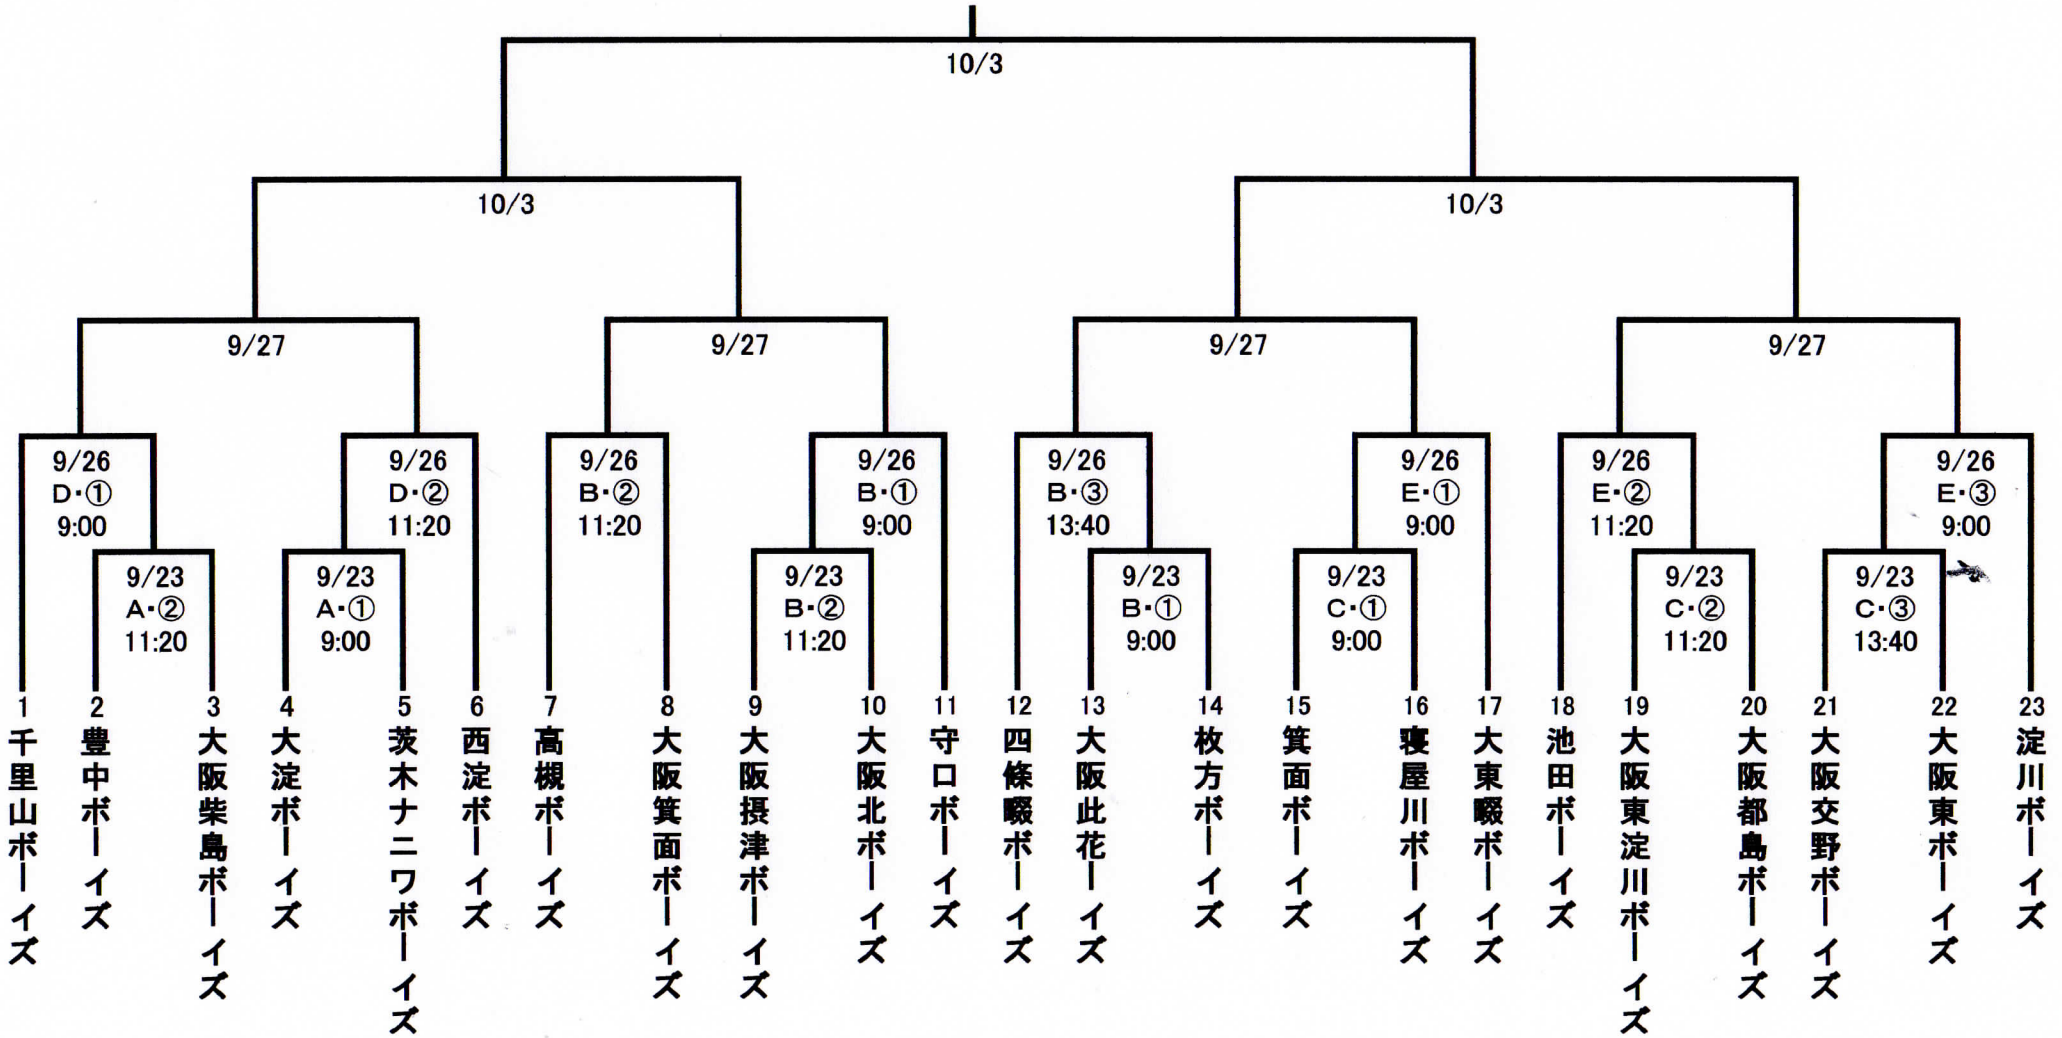 10/3
10/3
10/3
9/27
9/27
9/27
9/27
9/26
D・①
9:00
9/26
D・②
11:20
9/26
B・②
11:20
9/26
B・①
9:00
9/26
B・③
13:40
9/26
E・①
9:00
9/26
E・②
11:20
9/26
E・③
9:00
9/23
A・②
11:20
9/23
A・①
9:00
9/23
B・②
11:20
9/23
B・①
9:00
9/23
C・①
9:00
9/23
C・②
11:20
9/23
C・③
13:40
1
千里山ボーイズ
2
豊中ボーイズ
3
大阪柴島ボーイズ
4
大淀ボーイズ
5
茨木ナニワボーイズ
6
西淀ボーイズ
7
高槻ボーイズ
8
大阪箕面ボーイズ
9
大阪摂津ボーイズ
10
大阪北ボーイズ
11
守口ボーイズ
12
四條畷ボーイズ
13
大阪此花ーイズ
14
枚方ボーイズ
15
箕面ボーイズ
16
寝屋川ボーイズ
17
大東畷ボーイズ
18
池田ボーイズ
19
大阪東淀川ボーイズ
20
大阪都島ボーイズ
21
大阪交野ボーイズ
22
大阪東ボーイズ
23
淀川ボーイズ